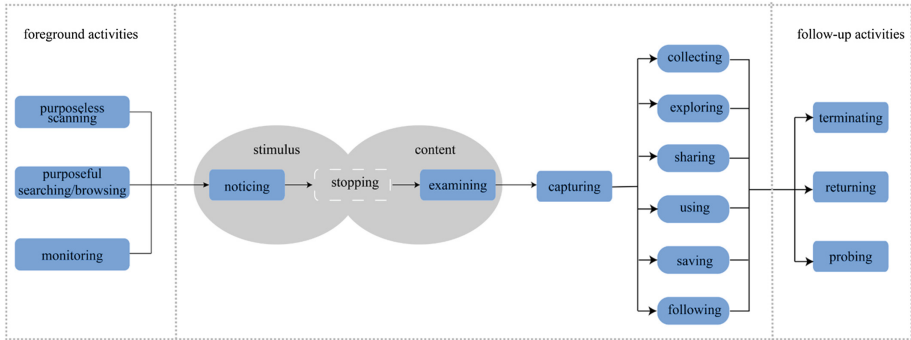 foreground activities
purposeless
scanning
purposeful
searching/browsing
monitoring
stimulus
content
noticing
stopping
examining
capturing
collecting
exploring
sharing
using
saving
following
follow-up activities
terminating
returning
probing